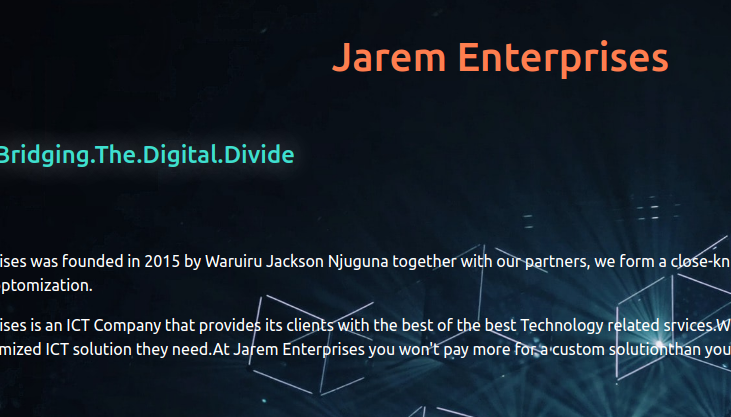 Jarem Enterprises
Bridging.The.Digital.Divide
ises was founded in 2015 by Waruiru Jackson Njuguna together with our partners, we form a close-kn
ptomization.
ises is an ICT Company that provides its clients with the best of the best Technology related srvices.W
mized ICT solution they need.At Jarem Enterprises you won't pay more for a custom solutionthan you